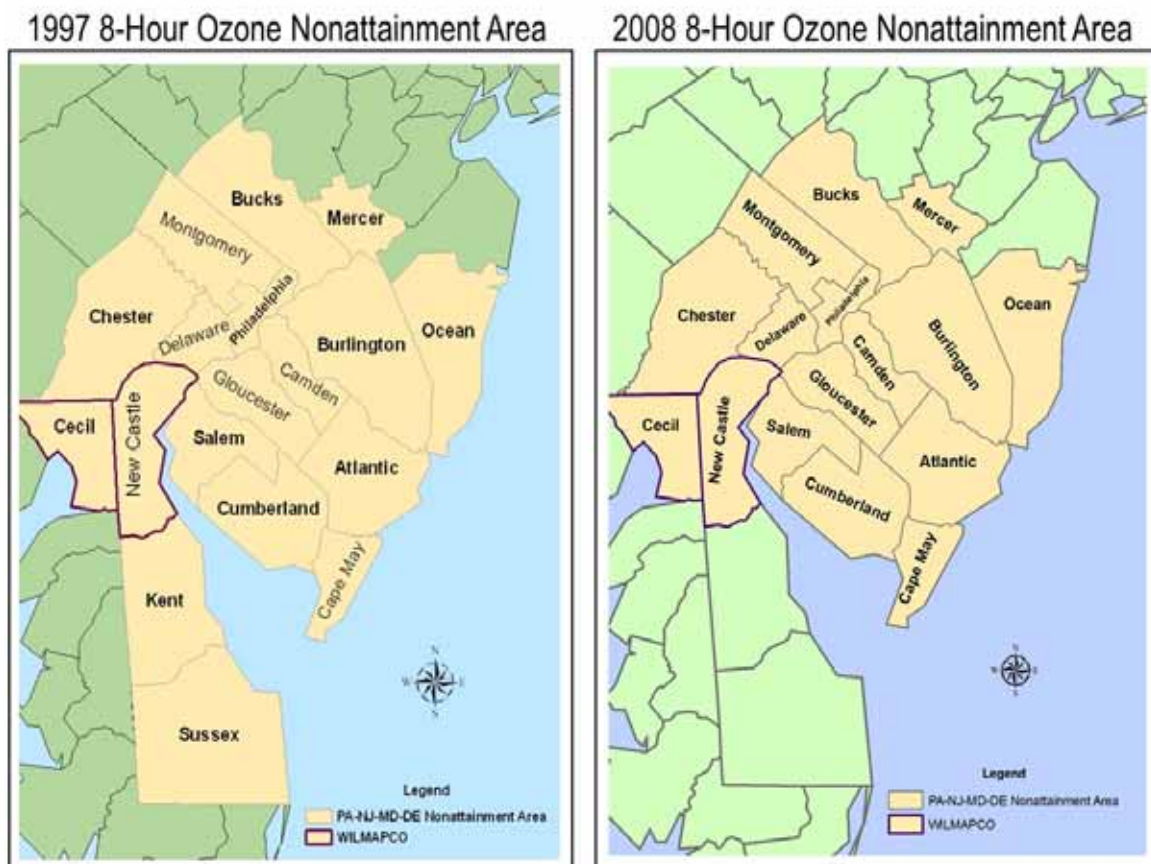 1997 8-Hour Ozone Nonattainment Area
Bucks
Mercer
Montgomery
Chester
Delaware
Philadelphia
Burlington
Ocean
Camden
Gloucester
Cecil
New Castle
Salem
Atlantic
Cumberland
Cape May
Kent
Sussex
N
W
E
S
Legend
PA-NJ-MD-DE Nonattainment Area
WILMAPCO
2008 8-Hour Ozone Nonattainment Area
Bucks
Mercer
Montgomery
Chester
Delaware
Philadelphia
Burlington
Ocean
Camden
Gloucester
Cecil
New Castle
Salem
Atlantic
Cumberland
Cape May
N
W
E
S
Legend
PA-NJ-MD-DE Nonattainment Area
WILMAPCO